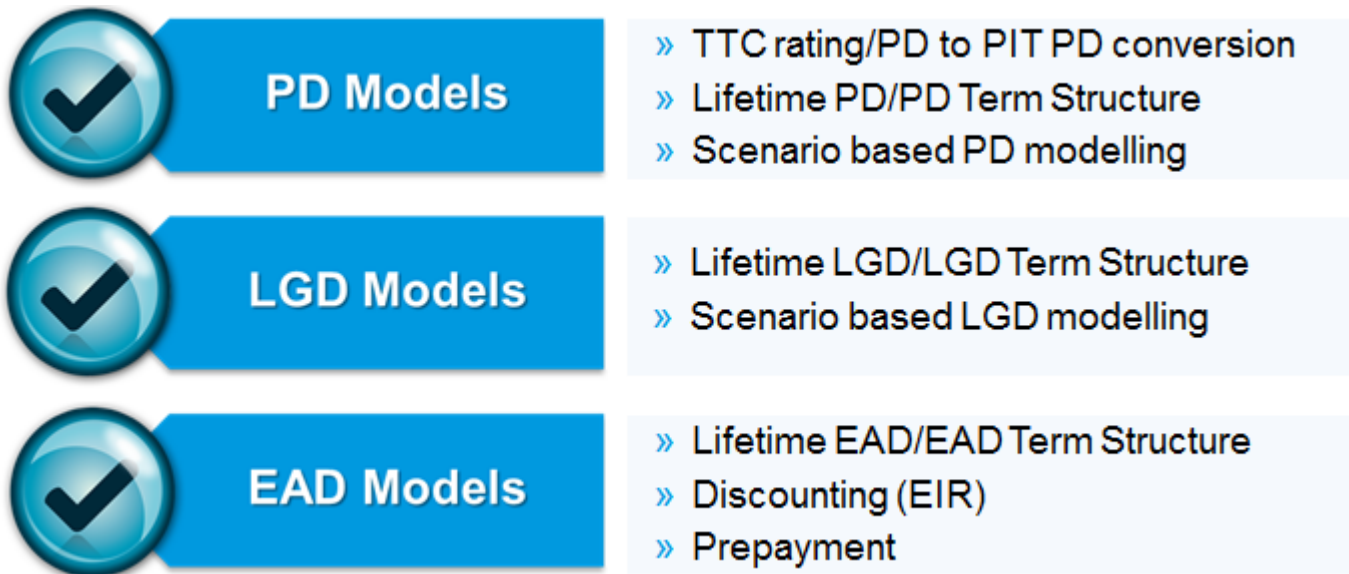 PD Models
» TTC rating/PD to PIT PD conversion
» Lifetime PD/PD Term Structure
» Scenario based PD modelling
LGD Models
» Lifetime LGD/LGD Term Structure
» Scenario based LGD modelling
EAD Models
» Lifetime EAD/EAD Term Structure
» Discounting (EIR)
» Prepayment